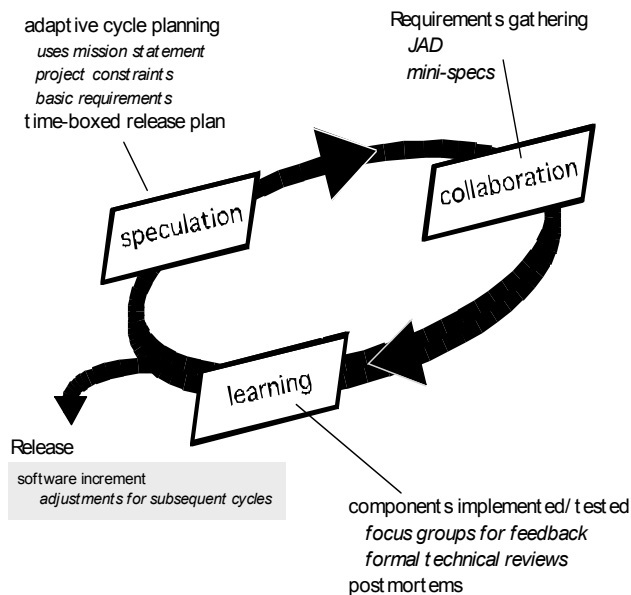 adaptive cycle planning
uses mission statement
project constraints
basic requirements
time-boxed release plan
Requirements gathering
JAD
mini-specs
speculation
collaboration
learning
Release
software increment
adjustments for subsequent cycles
components implemented/tested
focus groups for feedback
formal technical reviews
postmortems